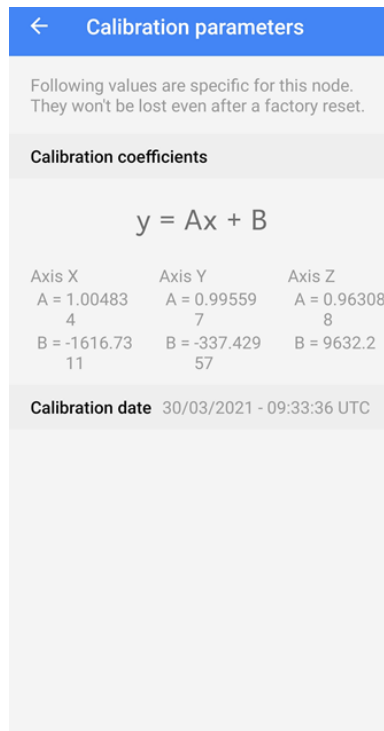 ← Calibration parameters
Following values are specific for this node.
They won't be lost even after a factory reset.
Calibration coefficients
y = Ax + B
Axis X Axis Y Axis Z
A = 1.00483 A = 0.99559 A = 0.96308
4 7 8
B = -1616.73 B = -337.429 B = 9632.2
11 57
Calibration date 30/03/2021 - 09:33:36 UTC